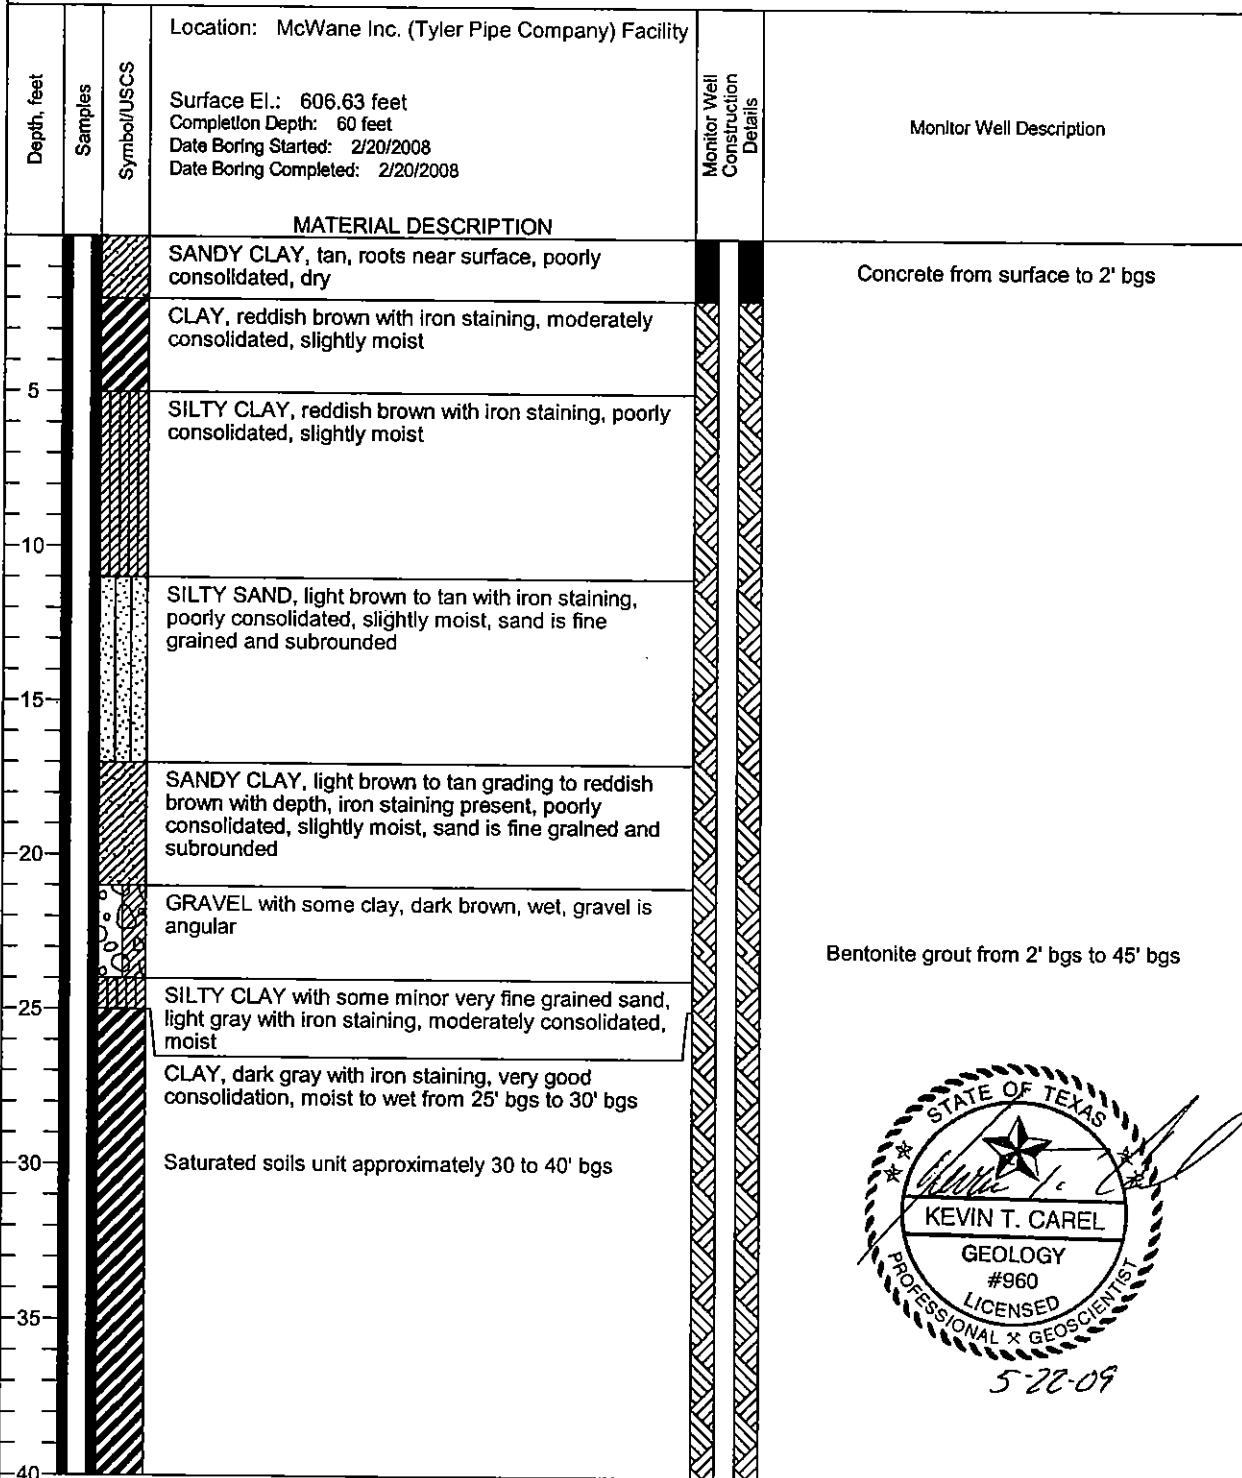 Location: McWane Inc. (Tyler Pipe Company) Facility
Depth, feet
Samples
Symbol/USCS
Surface El.: 606.63 feet
Completion Depth: 60 feet
Date Boring Started: 2/20/2008
Date Boring Completed: 2/20/2008
MATERIAL DESCRIPTION
Monitor Well
Construction
Details
Monitor Well Description
SANDY CLAY, tan, roots near surface, poorly
consolidated, dry
Concrete from surface to 2' bgs
CLAY, reddish brown with iron staining, moderately
consolidated, slightly moist
5
SILTY CLAY, reddish brown with iron staining, poorly
consolidated, slightly moist
10
SILTY SAND, light brown to tan with iron staining,
poorly consolidated, slightly moist, sand is fine
grained and subrounded
15
SANDY CLAY, light brown to tan grading to reddish
brown with depth, iron staining present, poorly
consolidated, slightly moist, sand is fine grained and
subrounded
20
GRAVEL with some clay, dark brown, wet, gravel is
angular
Bentonite grout from 2' bgs to 45' bgs
SILTY CLAY with some minor very fine grained sand,
light gray with iron staining, moderately consolidated,
moist
25
CLAY, dark gray with iron staining, very good
consolidation, moist to wet from 25' bgs to 30' bgs
Saturated soils unit approximately 30 to 40' bgs
30
35
40
STATE OF TEXAS
KEVIN T. CAREL
GEOLOGY
#960
LICENSED
PROFESSIONAL GEOSCIENTIST
5-22-09